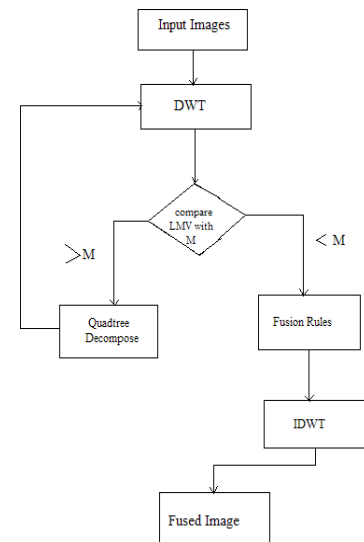 Input Images
DWT
compare
LMV with
M
> M
< M
Quadtree
Decompose
Fusion Rules
IDWT
Fused Image